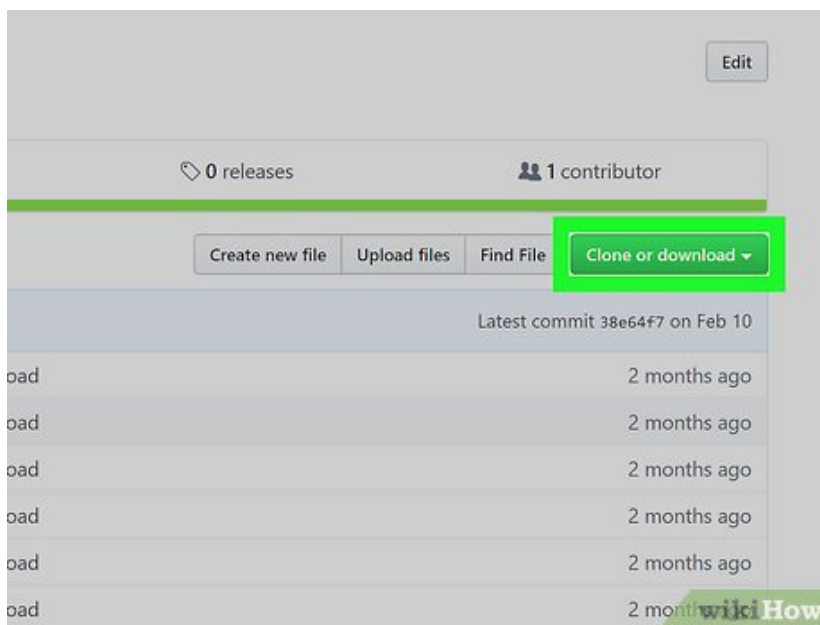 Edit
0 releases 1 contributor
Create new file Upload files Find File Clone or download
Latest commit 38e64f7 on Feb 10
oad 2 months ago
oad 2 months ago
oad 2 months ago
oad 2 months ago
oad 2 months ago
oad 2 mont
wikiHow